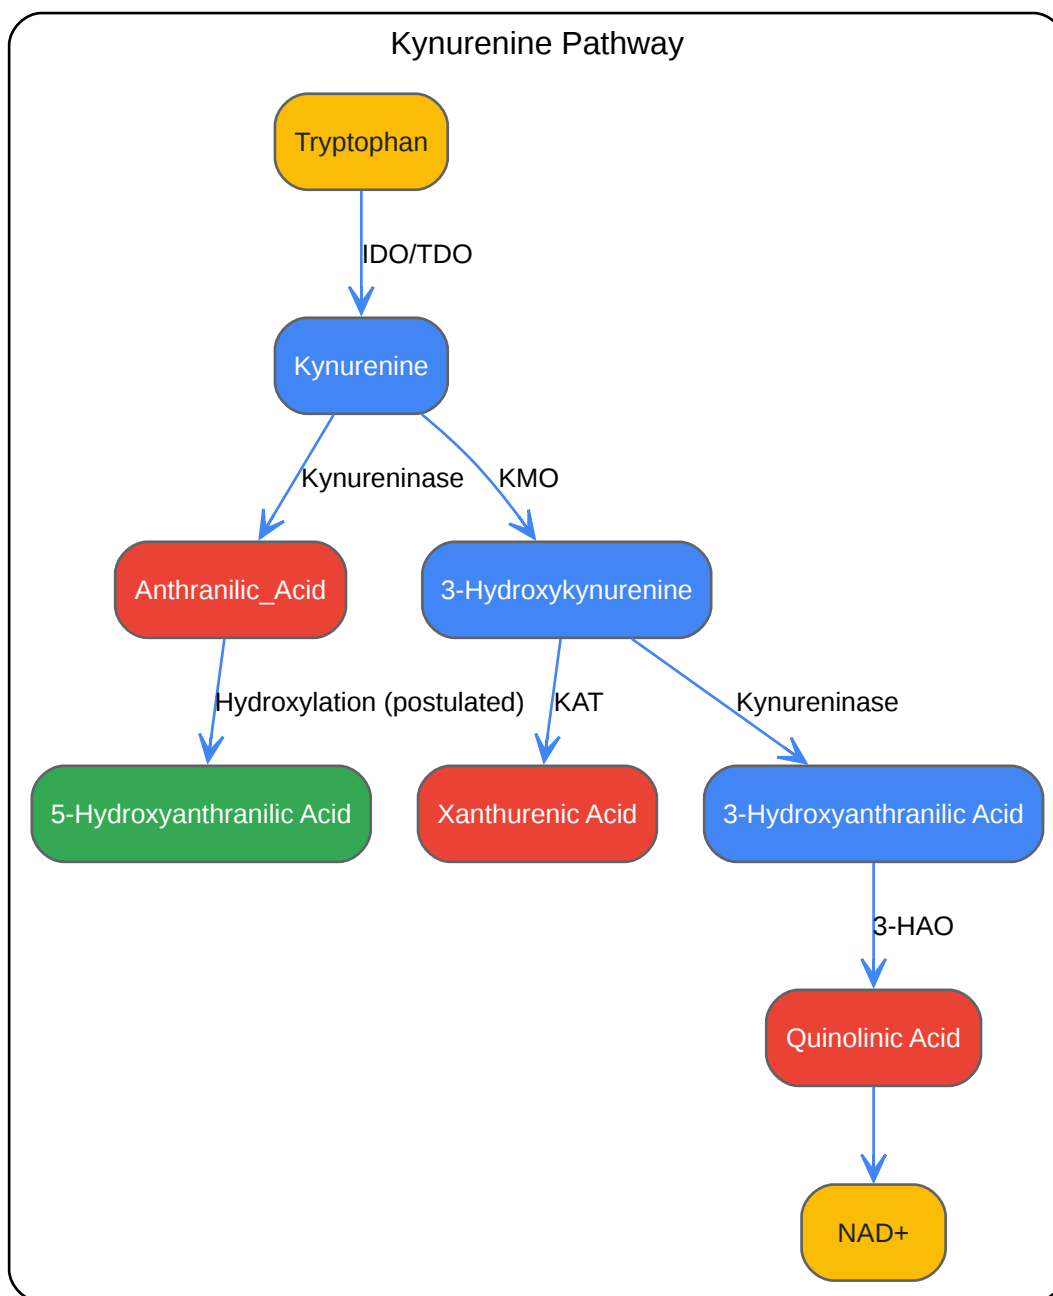 Kynurenine Pathway
Tryptophan
IDO/TDO
Kynurenine
Kynureninase
KMO
Anthranilic_Acid
3-Hydroxykynurenine
Hydroxylation (postulated)
KAT
Kynureninase
5-Hydroxyanthranilic Acid
Xanthurenic Acid
3-Hydroxyanthranilic Acid
3-HAO
Quinolinic Acid
NAD+